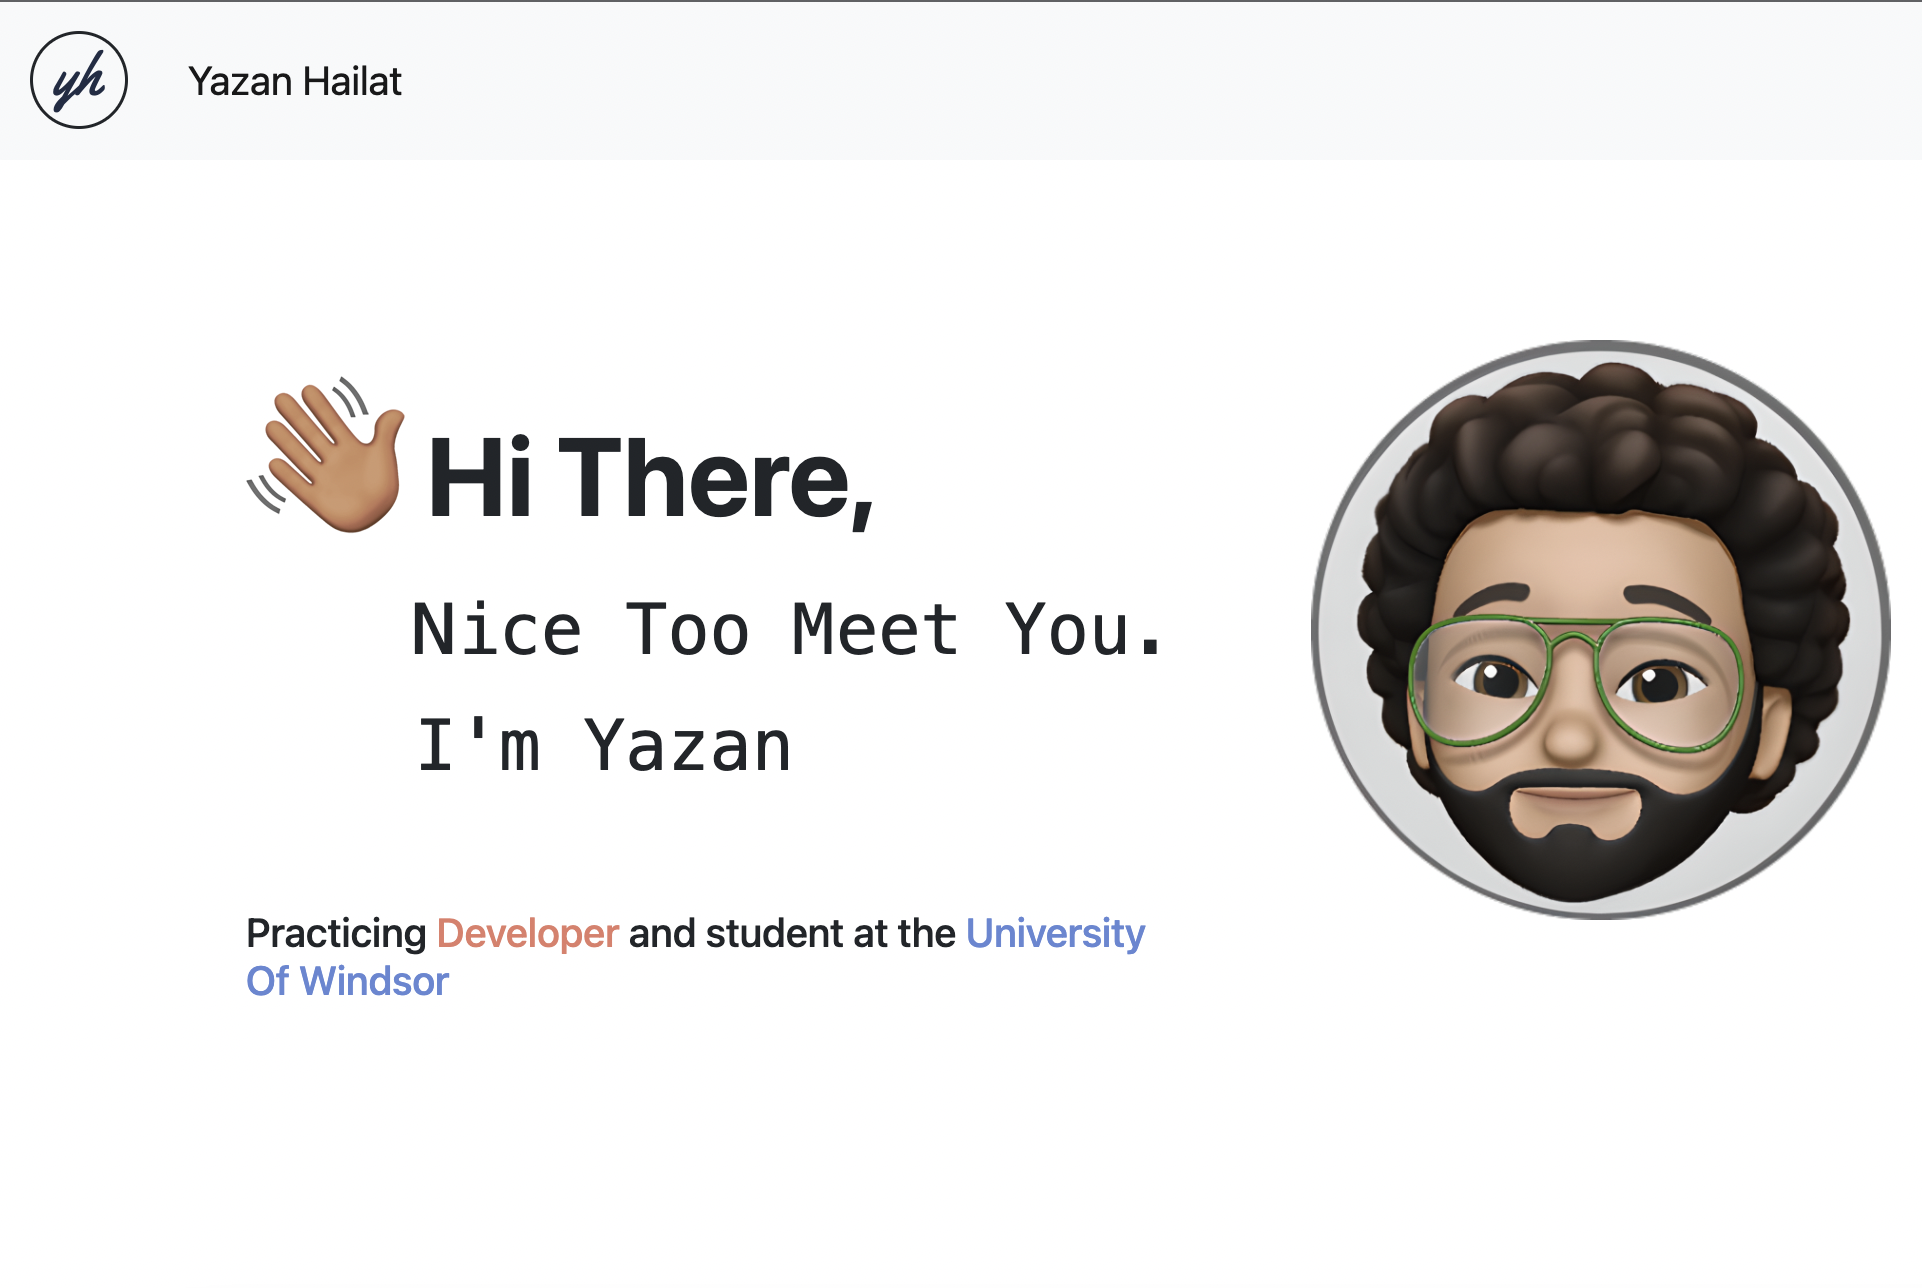 yh
Yazan Hailat
Hi There,
Nice Too Meet You.
I'm Yazan
Practicing Developer and student at the University
Of Windsor